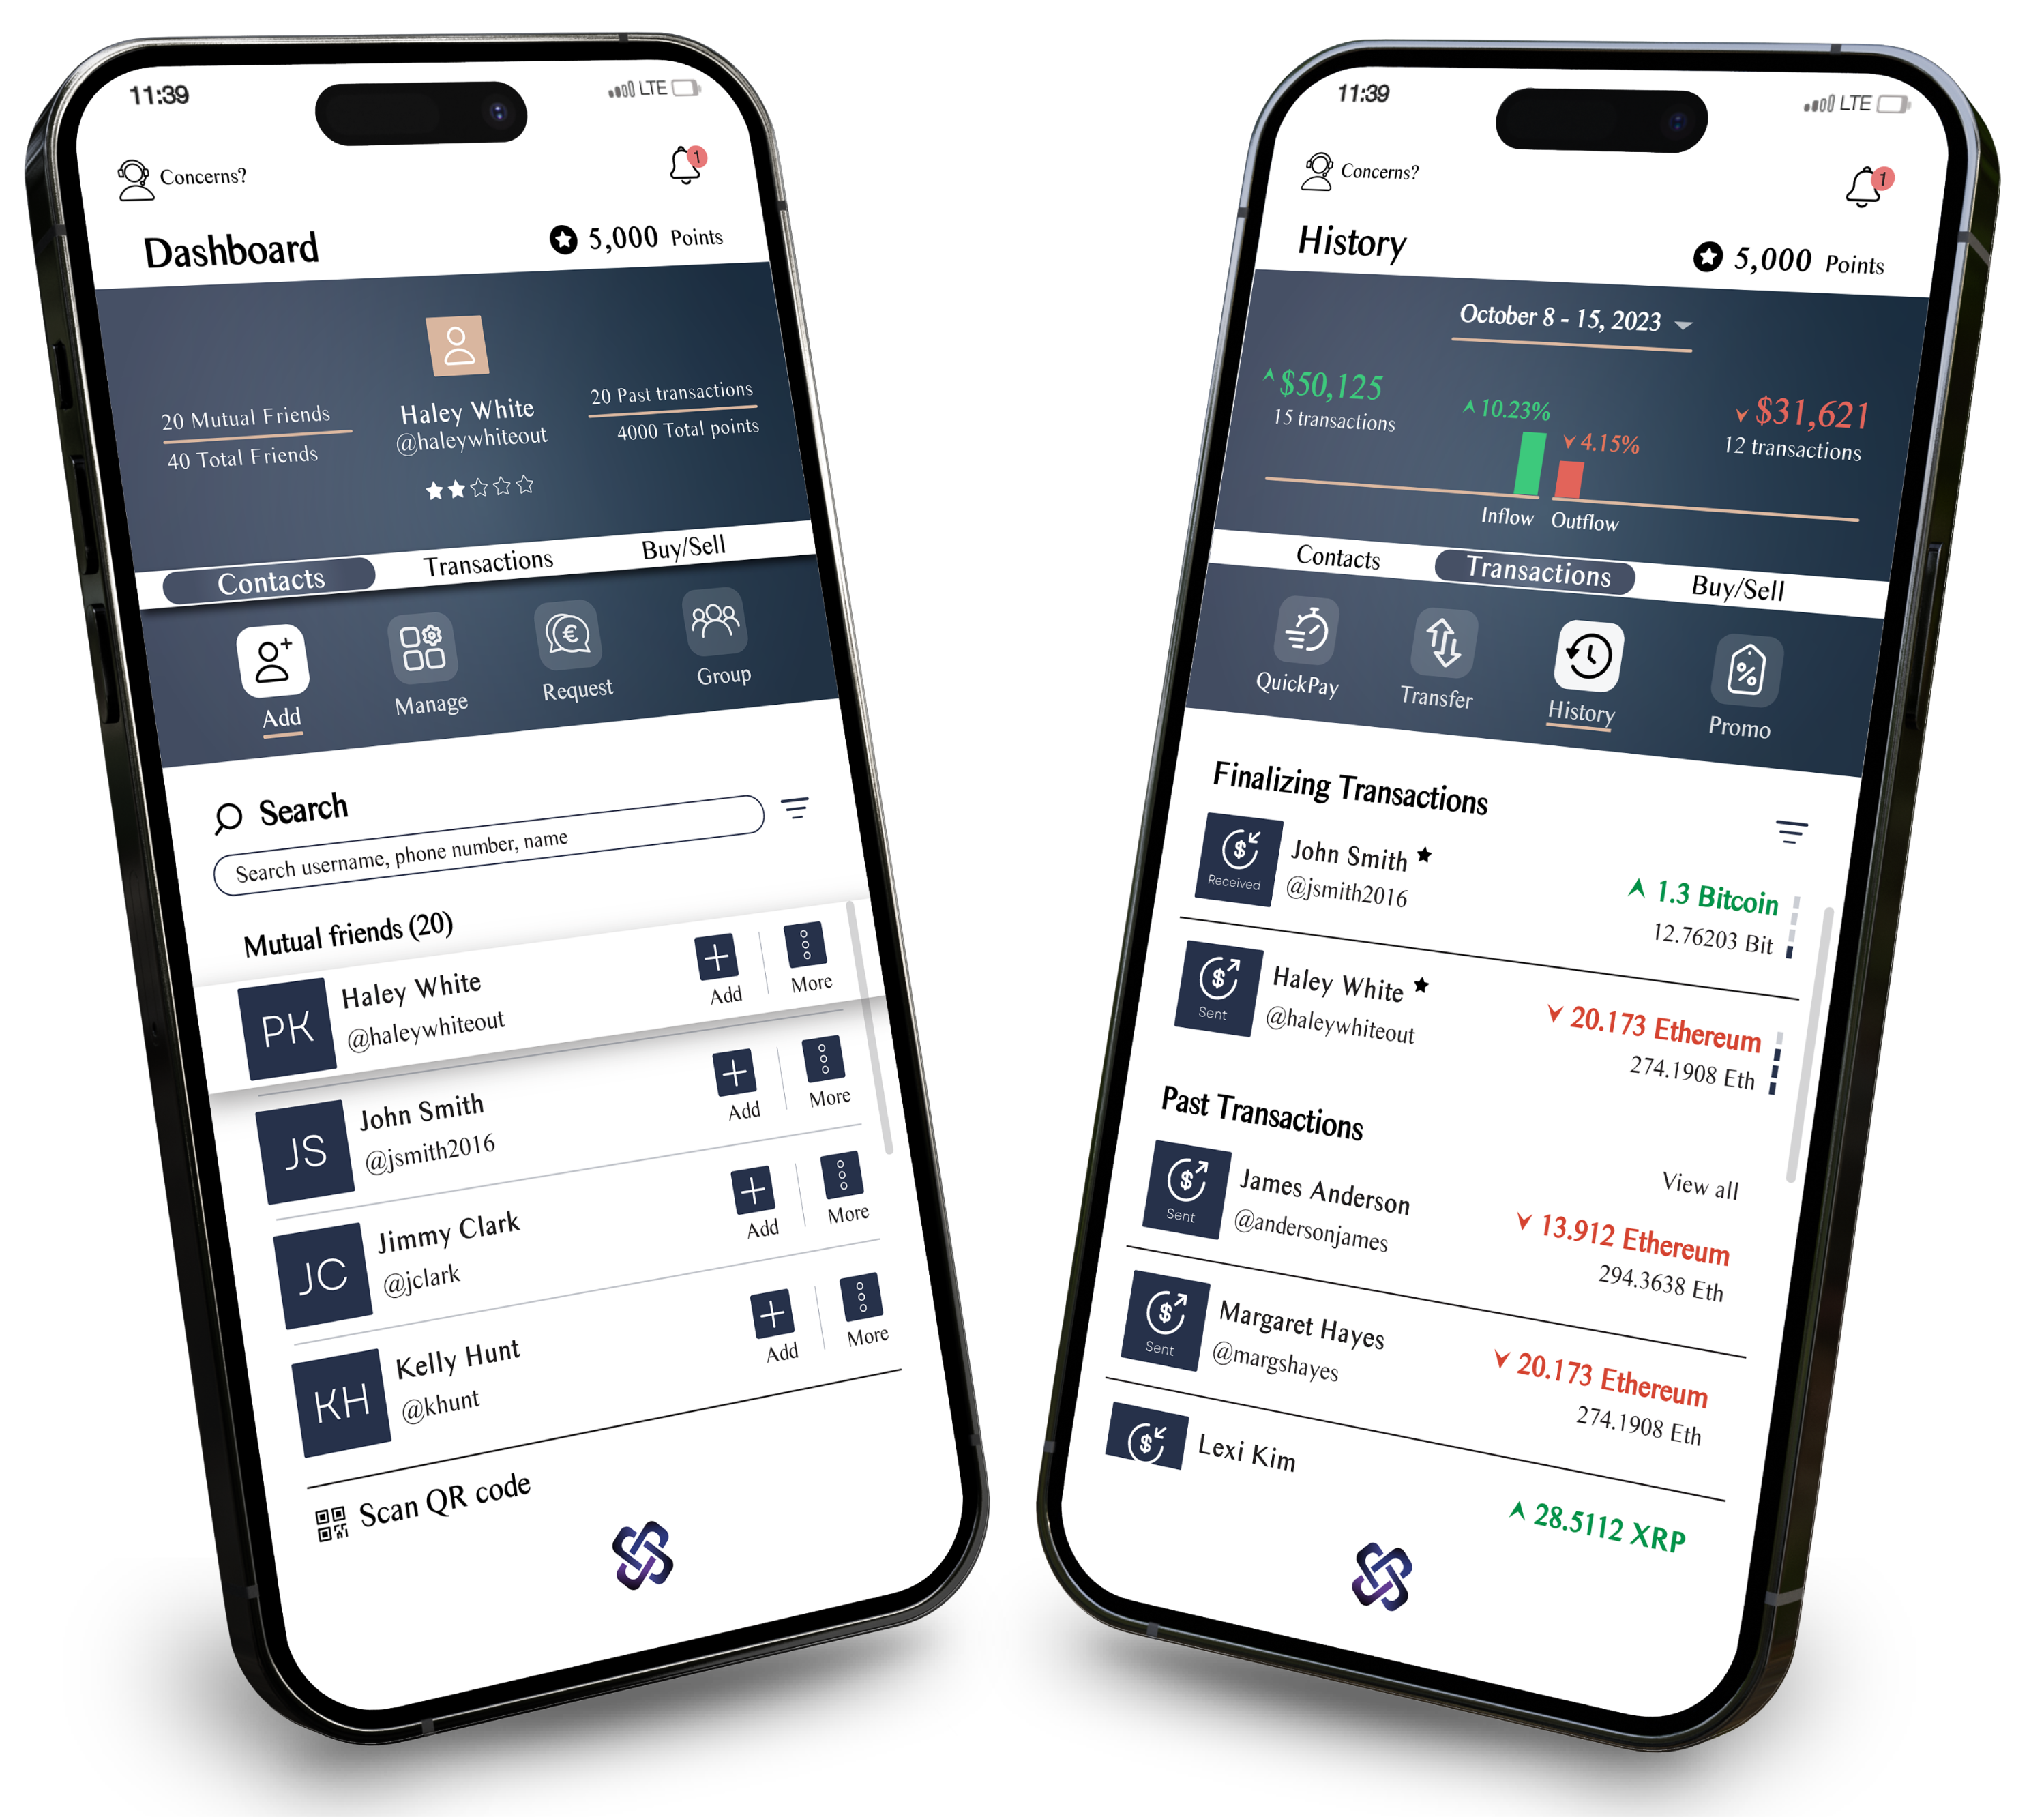 11:39
LTE
Concerns?
1
Dashboard
5,000 Points
20 Mutual Friends
40 Total Friends
Haley White
@haleywhiteout
20 Past transactions
4000 Total points
Contacts
Transactions
Buy/Sell
Add
Manage
€
Request
Group
Search
Search username, phone number, name
Mutual friends (20)
PK
Haley White
@haleywhiteout
Add
More
JS
John Smith
@jsmith2016
Add
More
JC
Jimmy Clark
@jclark
Add
More
KH
Kelly Hunt
@khunt
Add
More
Scan QR code
11:39
LTE
Concerns?
1
History
5,000 Points
October 8 - 15, 2023
$50,125
15 transactions
10.23%
4.15%
$31,621
12 transactions
Inflow
Outflow
Contacts
Transactions
Buy/Sell
QuickPay
Transfer
History
%
Promo
Finalizing Transactions
$
Received
John Smith
@jsmith2016
1.3 Bitcoin
12.76203 Bit
$
Sent
Haley White
@haleywhiteout
20.173 Ethereum
274.1908 Eth
Past Transactions
View all
$
Sent
James Anderson
@andersonjames
13.912 Ethereum
294.3638 Eth
$
Sent
Margaret Hayes
@margshayes
20.173 Ethereum
274.1908 Eth
$
Lexi Kim
28.5112 XRP